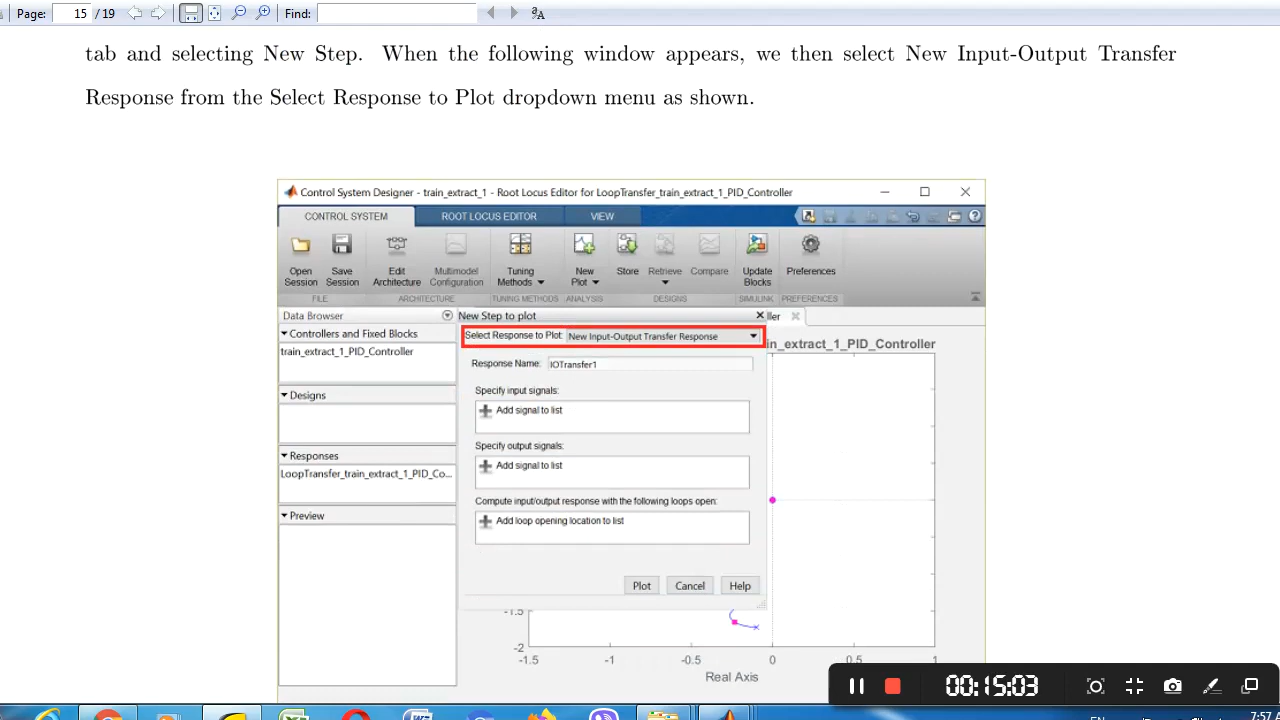 Page: 15 /19 Find:
tab and selecting New Step. When the following window appears, we then select New Input-Output Transfer
Response from the Select Response to Plot dropdown menu as shown.
Control System Designer - train_extract_1 - Root Locus Editor for LoopTransfer_train_extract_1_PID_Controller
CONTROL SYSTEM ROOT LOCUS EDITOR VIEW
Open Session Save Session Edit Architecture Multimodel Configuration Tuning Methods New Plot Store Retrieve Compare Update Blocks Preferences
FILE ARCHITECTURE TUNING METHODS ANALYSIS DESIGNS SIMULINK PREFERENCES
Data Browser
Controllers and Fixed Blocks
train_extract_1_PID_Controller
Designs
Responses
LoopTransfer_train_extract_1_PID_Co...
Preview
New Step to plot
Select Response to Plot: New Input-Output Transfer Response
Response Name: IOTransfer1
Specify input signals:
Add signal to list
Specify output signals:
Add signal to list
Compute input/output response with the following loops open:
Add loop opening location to list
Plot Cancel Help
ller
in_extract_1_PID_Controller
-1.5
-2
-1.5 -1 -0.5 0 0.5 1
Real Axis
00:15:03
EN 7:57